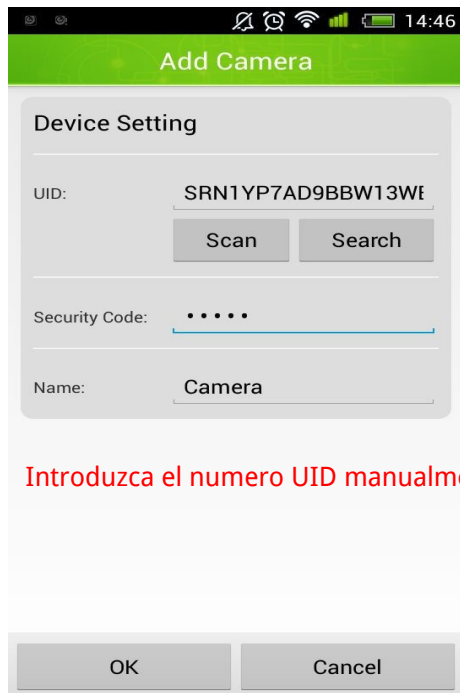 14:46
Add Camera
Device Setting
UID: SRN1YP7AD9BBW13WE
Scan Search
Security Code: •••••
Name: Camera
Introduzca el numero UID
OK Cancel